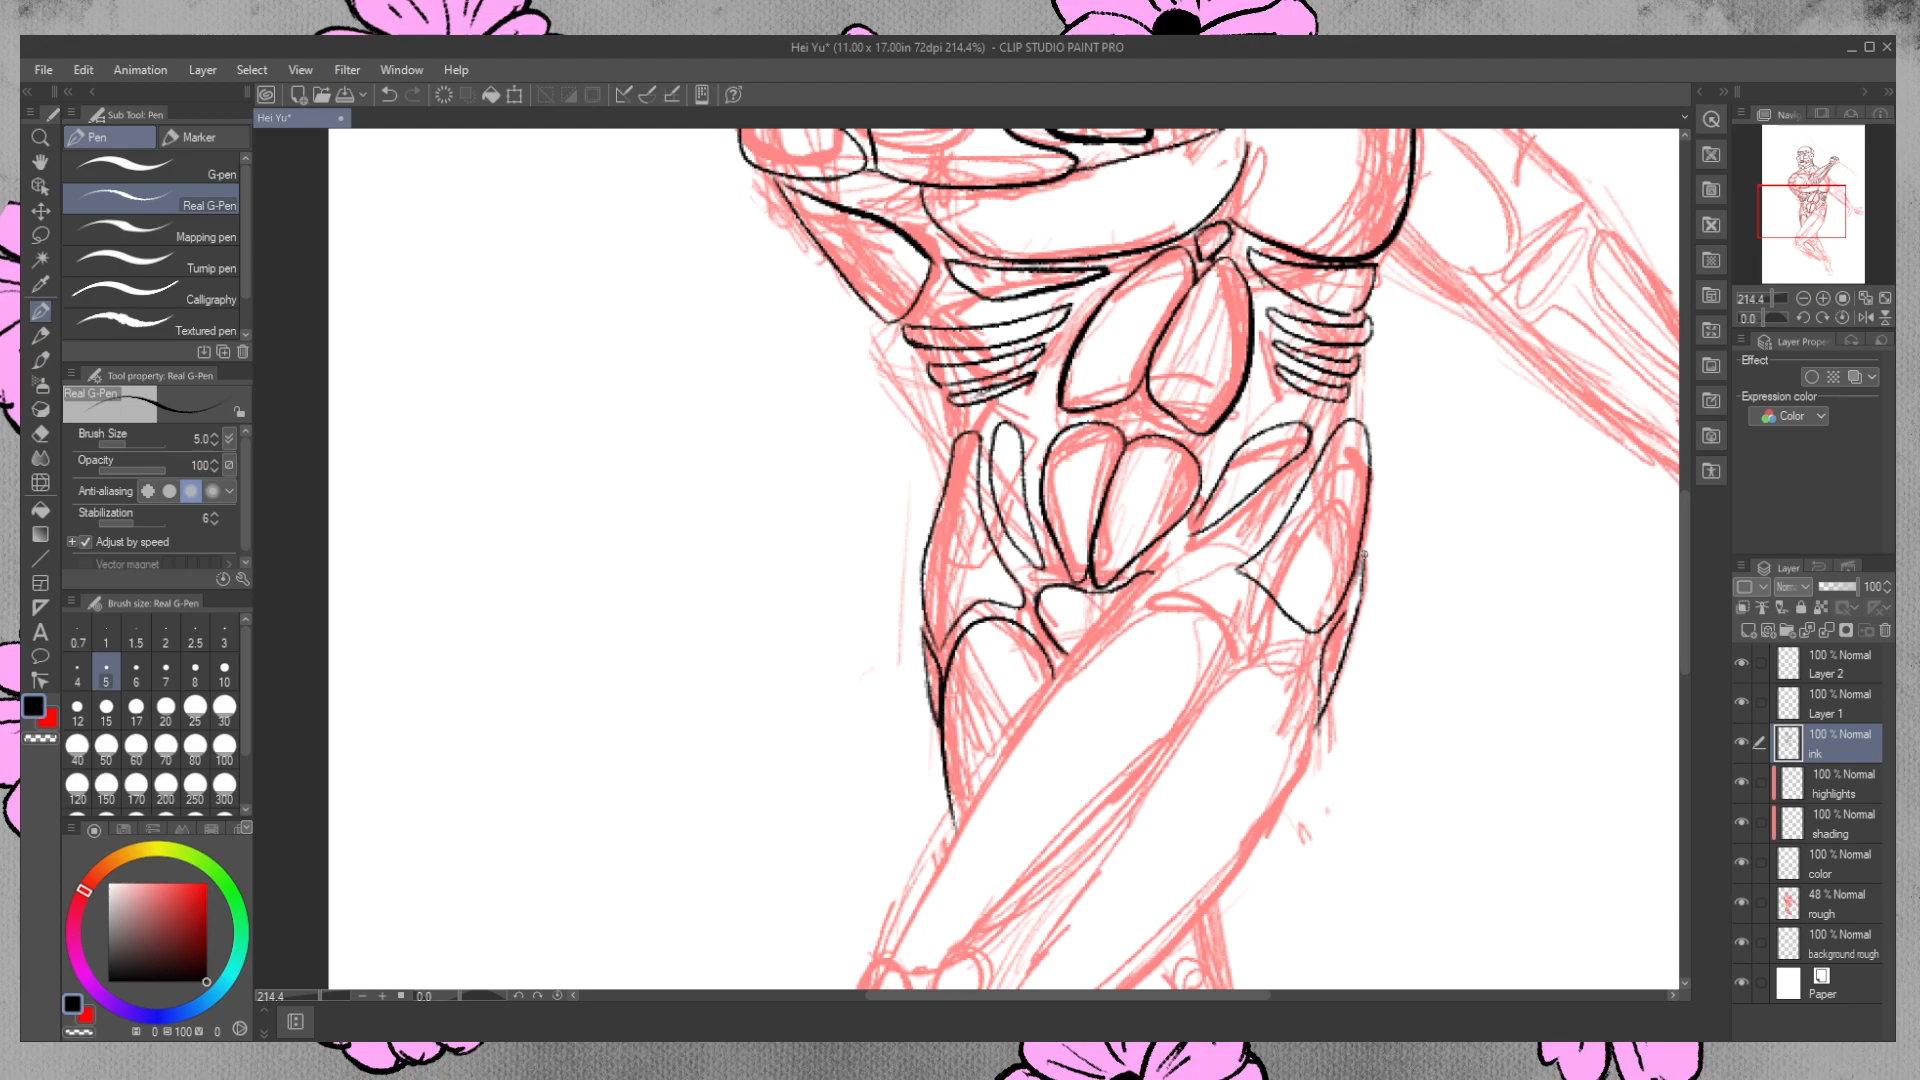 Hei Yu* (11.00 x 17.00in 72dpi 214.4%) - CLIP STUDIO PAINT PRO
File Edit Animation Layer Select View Filter Window Help
Sub Tool: Pen
Hei Yu*
Pen Marker
G-pen
Real G-Pen
Mapping pen
Turnip pen
Calligraphy
Textured pen
Tool property: Real G-Pen
Real G-Pen
Brush Size 5.0
Opacity 100
Anti-aliasing
Stabilization 6
Adjust by speed
Vector magnet
Brush size: Real G-Pen
0.7 1 1.5 2 2.5 3
4 5 6 7 8 10
12 15 17 20 25 30
40 50 60 70 80 100
120 150 170 200 250 300
0 100 0
214.4 0.0
Navig
214.4
0.0
Layer Proper
Effect
Expression color
Color
Layer
Norm 100
100 % Normal
Layer 2
100 % Normal
Layer 1
100 % Normal
ink
100 % Normal
highlights
100 % Normal
shading
100 % Normal
color
48 % Normal
rough
100 % Normal
background rough
Paper